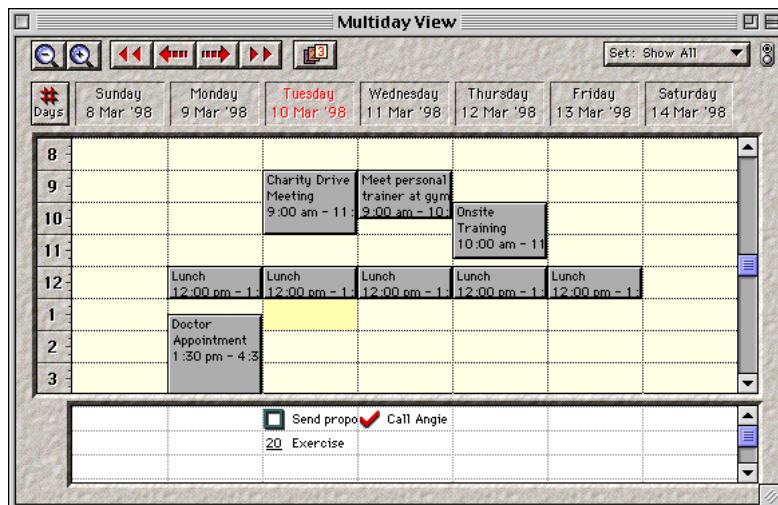 Multiday View
3
Set: Show All
# Days
Sunday
8 Mar '98
Monday
9 Mar '98
Tuesday
10 Mar '98
Wednesday
11 Mar '98
Thursday
12 Mar '98
Friday
13 Mar '98
Saturday
14 Mar '98
8
9
10
11
12
1
2
3
Charity Drive
Meeting
9:00 am - 11:
Meet personal
trainer at gym
9:00 am - 10:
Onsite
Training
10:00 am - 11
Lunch
12:00 pm - 1:
Lunch
12:00 pm - 1:
Lunch
12:00 pm - 1:
Lunch
12:00 pm - 1:
Lunch
12:00 pm - 1:
Doctor
Appointment
1:30 pm - 4:3
Send propo
Call Angie
20 Exercise